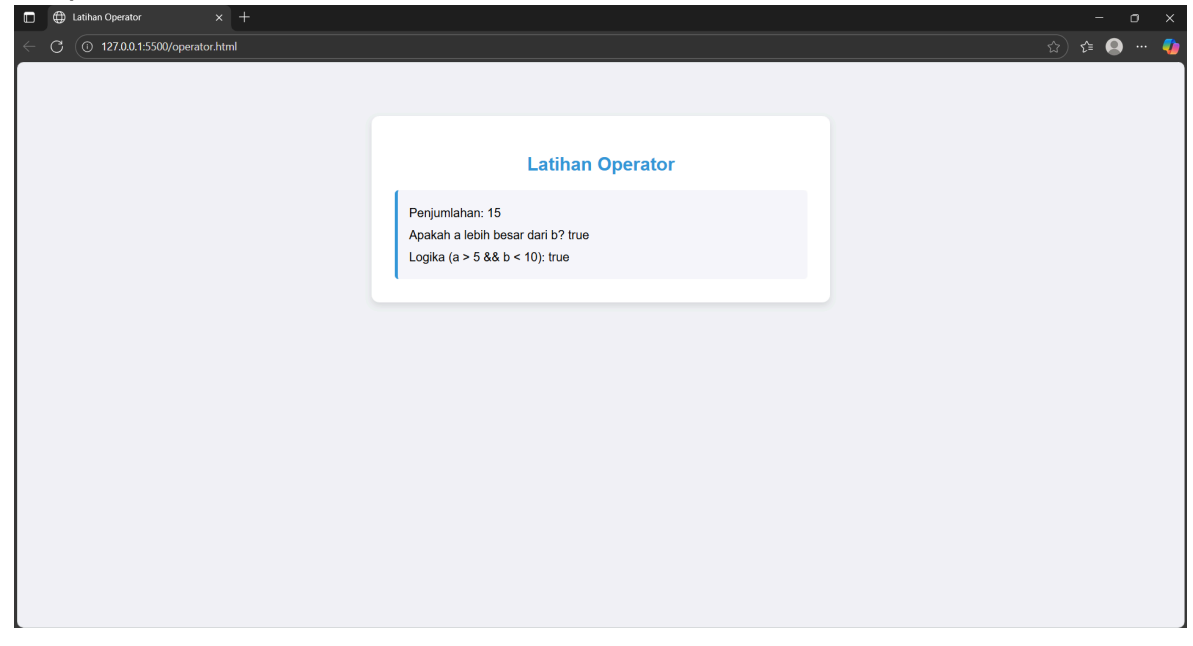 Latihan Operator
127.0.0.1:5500/operator.html
Latihan Operator
Penjumlahan: 15
Apakah a lebih besar dari b? true
Logika (a > 5 && b < 10): true